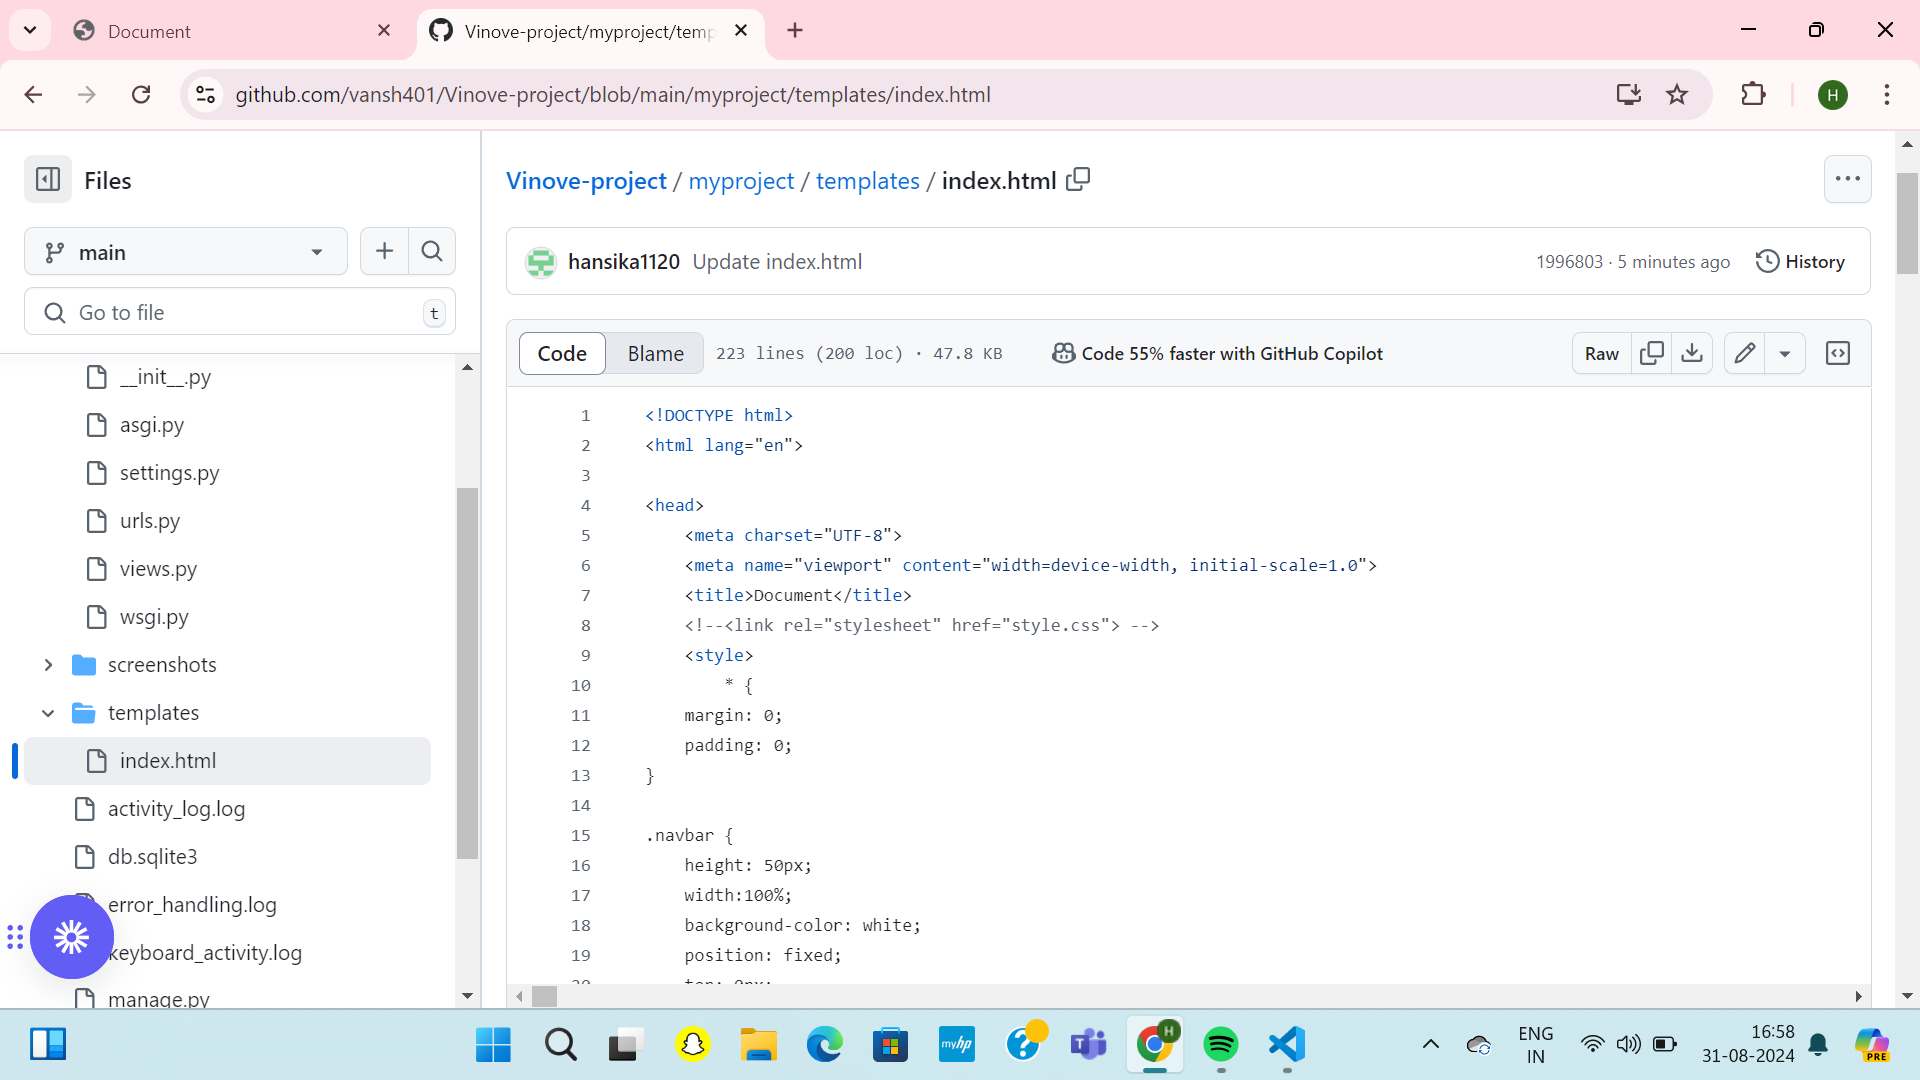 Document
Vinove-project/myproject/temp
github.com/vansh401/Vinove-project/blob/main/myproject/templates/index.html
H
Files
main
Go to file
t
__init__.py
asgi.py
settings.py
urls.py
views.py
wsgi.py
screenshots
templates
index.html
activity_log.log
db.sqlite3
error_handling.log
keyboard_activity.log
manage.py
Vinove-project / myproject / templates / index.html
hansika1120 Update index.html
1996803 · 5 minutes ago
History
Code
Blame
223 lines (200 loc) · 47.8 KB
Code 55% faster with GitHub Copilot
Raw
1 <!DOCTYPE html>
2 <html lang="en">
3
4 <head>
5 <meta charset="UTF-8">
6 <meta name="viewport" content="width=device-width, initial-scale=1.0">
7 <title>Document</title>
8 <!--<link rel="stylesheet" href="style.css"> -->
9 <style>
10 * {
11 margin: 0;
12 padding: 0;
13 }
14
15 .navbar {
16 height: 50px;
17 width:100%;
18 background-color: white;
19 position: fixed;
20 top: 0px;
myhp
T
H
ENG
IN
16:58
31-08-2024
PRE